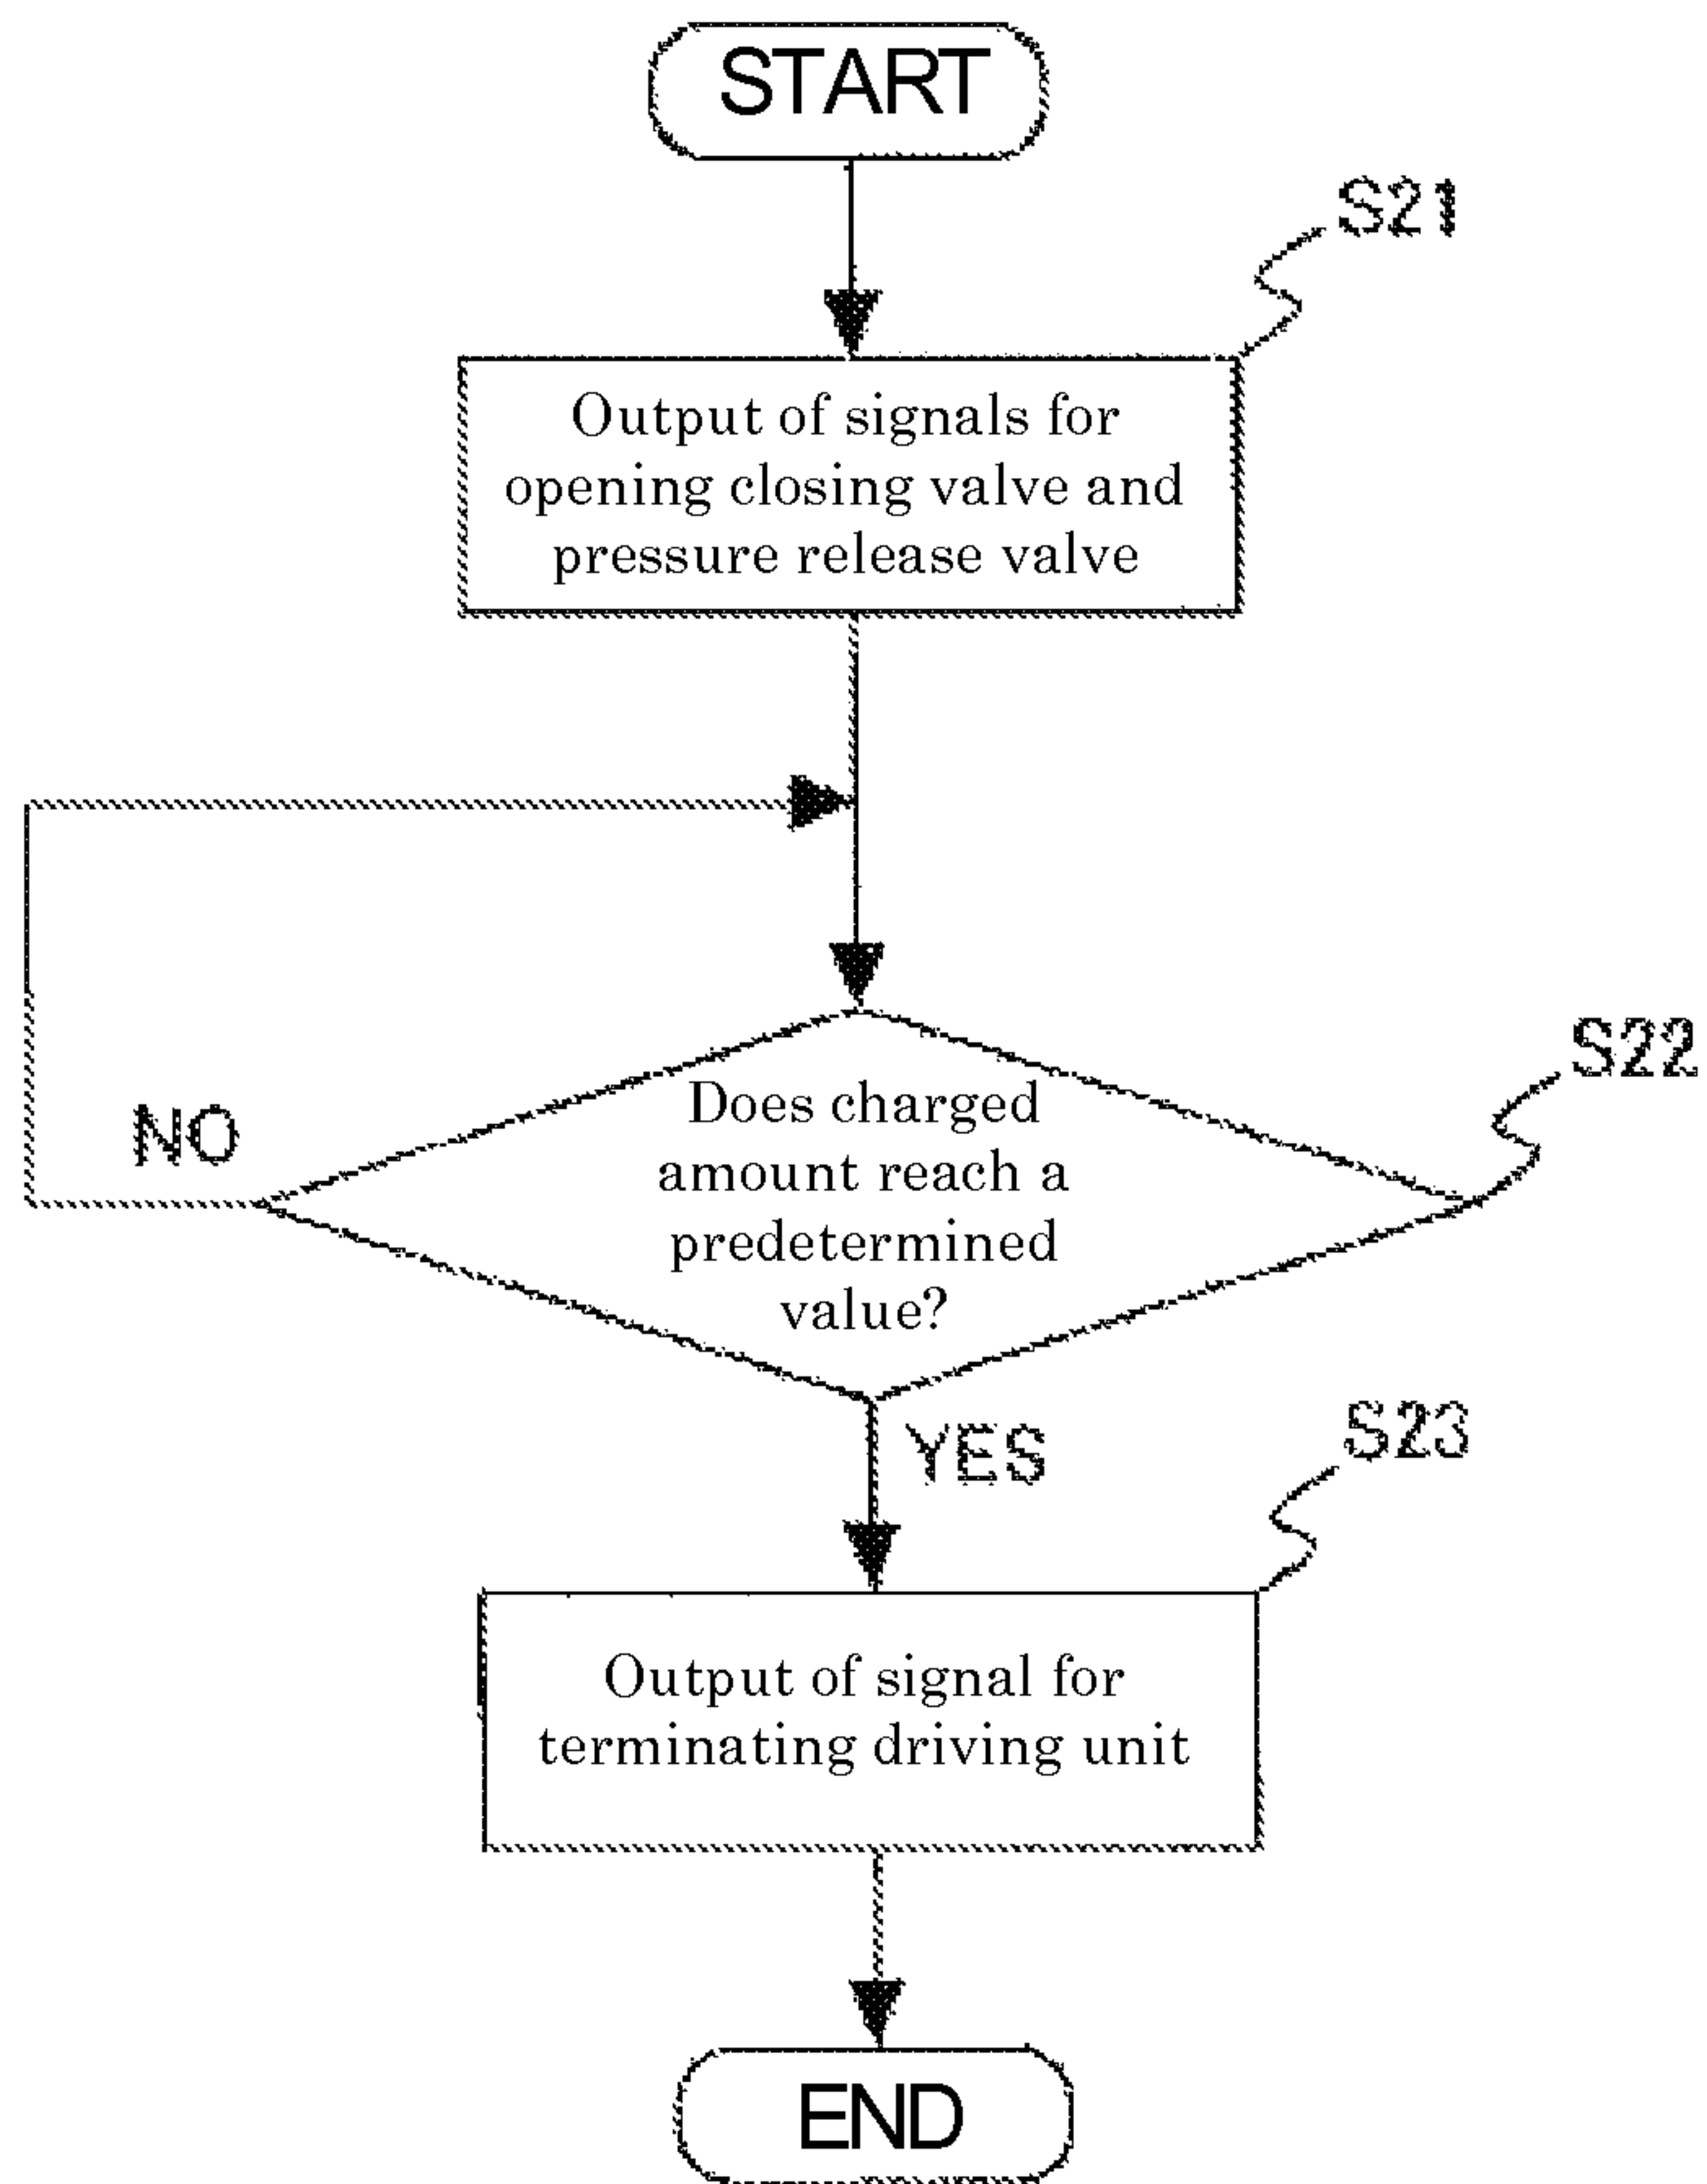 START
S21
Output of signals for
opening closing valve and
pressure release valve
S22
Does charged
amount reach a
predetermined
value?
NO
YES
S23
Output of signal for
terminating driving unit
END